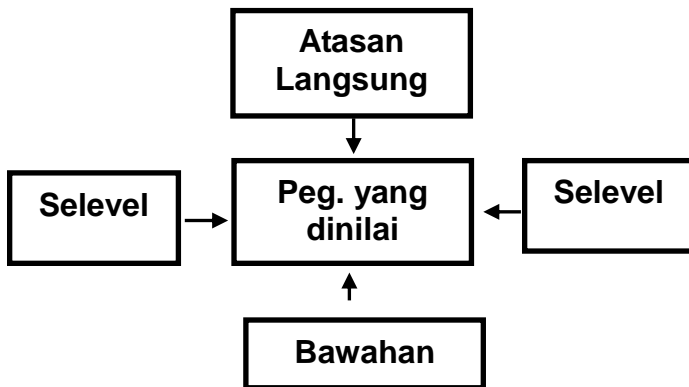 Atasan
Langsung
Selevel
Peg. yang
dinilai
Selevel
Bawahan